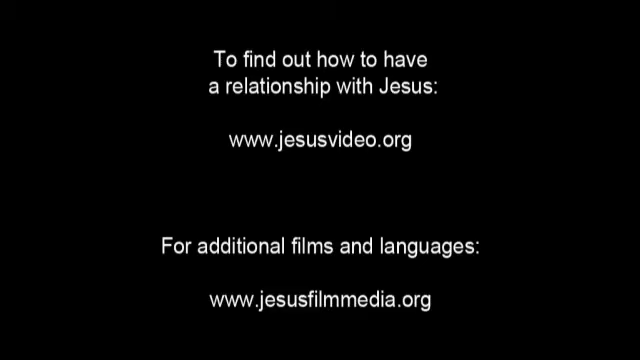 To find out how to have
a relationship with Jesus:
www.jesusvideo.org
For additional films and languages:
www.jesusfilmmedia.org